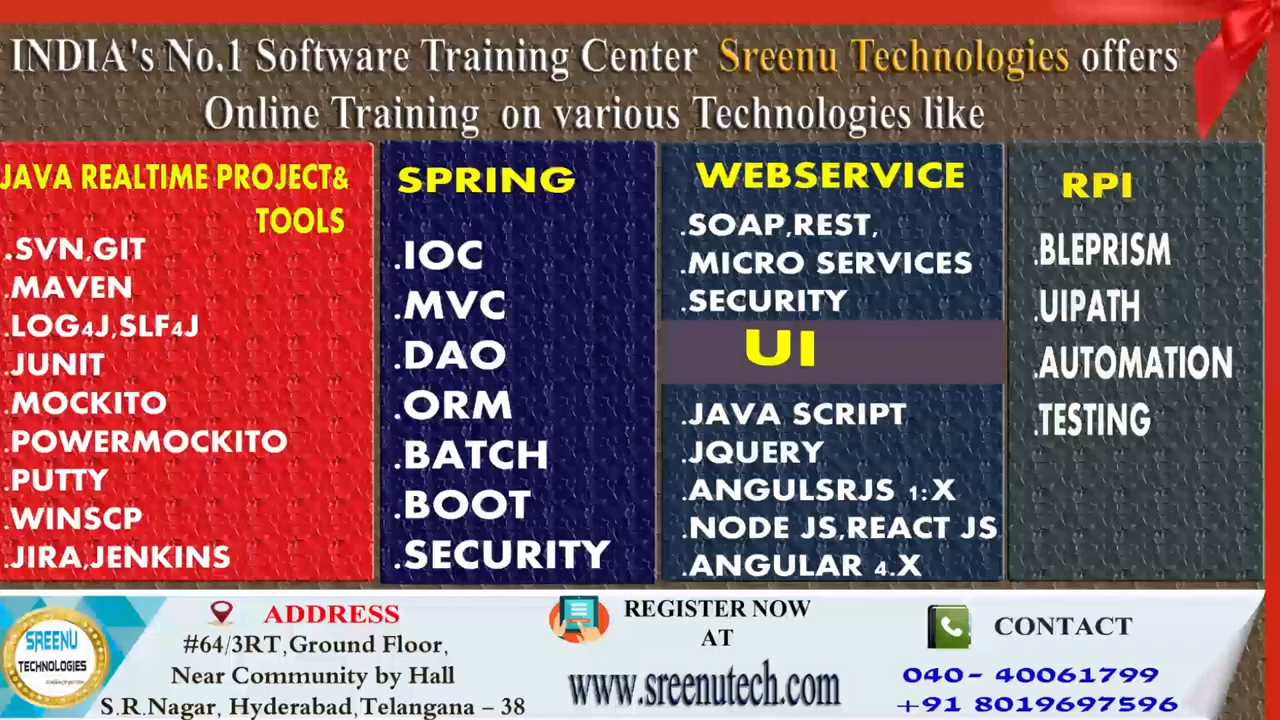 INDIA's No.1 Software Training Center Sreenu Technologies offers
Online Training on various Technologies like
JAVA REALTIME PROJECT&
TOOLS
.SVN,GIT
.MAVEN
.LOG4J,SLF4J
.JUNIT
.MOCKITO
.POWERMOCKITO
.PUTTY
.WINSCP
.JIRA,JENKINS
SPRING
.IOC
.MVC
.DAO
.ORM
.BATCH
.BOOT
.SECURITY
WEBSERVICE
.SOAP,REST,
.MICRO SERVICES
.SECURITY
UI
.JAVA SCRIPT
.JQUERY
.ANGULSRJS 1:X
.NODE JS,REACT JS
.ANGULAR 4.X
RPI
.BLEPRISM
.UIPATH
.AUTOMATION
.TESTING
SREENU
TECHNOLOGIES
ADDRESS
#64/3RT,Ground Floor,
Near Community by Hall
S.R.Nagar, Hyderabad,Telangana – 38
REGISTER NOW
AT
www.sreenutech.com
CONTACT
040- 40061799
+91 8019697596